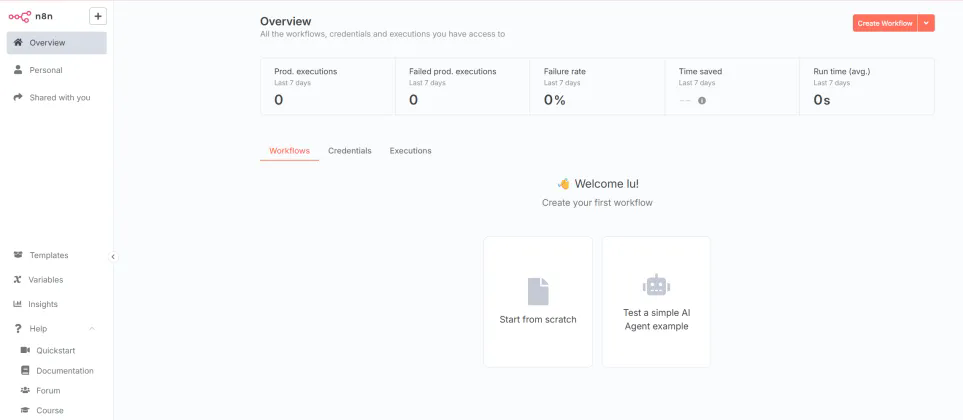 n8n
Overview
Personal
Shared with you
Templates
Variables
Insights
Help
Quickstart
Documentation
Forum
Course
Overview
All the workflows, credentials and executions you have access to
Create Workflow
Prod. executions
Last 7 days
0
Failed prod. executions
Last 7 days
0
Failure rate
Last 7 days
0%
Time saved
Last 7 days
--
Run time (avg.)
Last 7 days
0s
Workflows
Credentials
Executions
👋 Welcome lu!
Create your first workflow
Start from scratch
Test a simple AI
Agent example